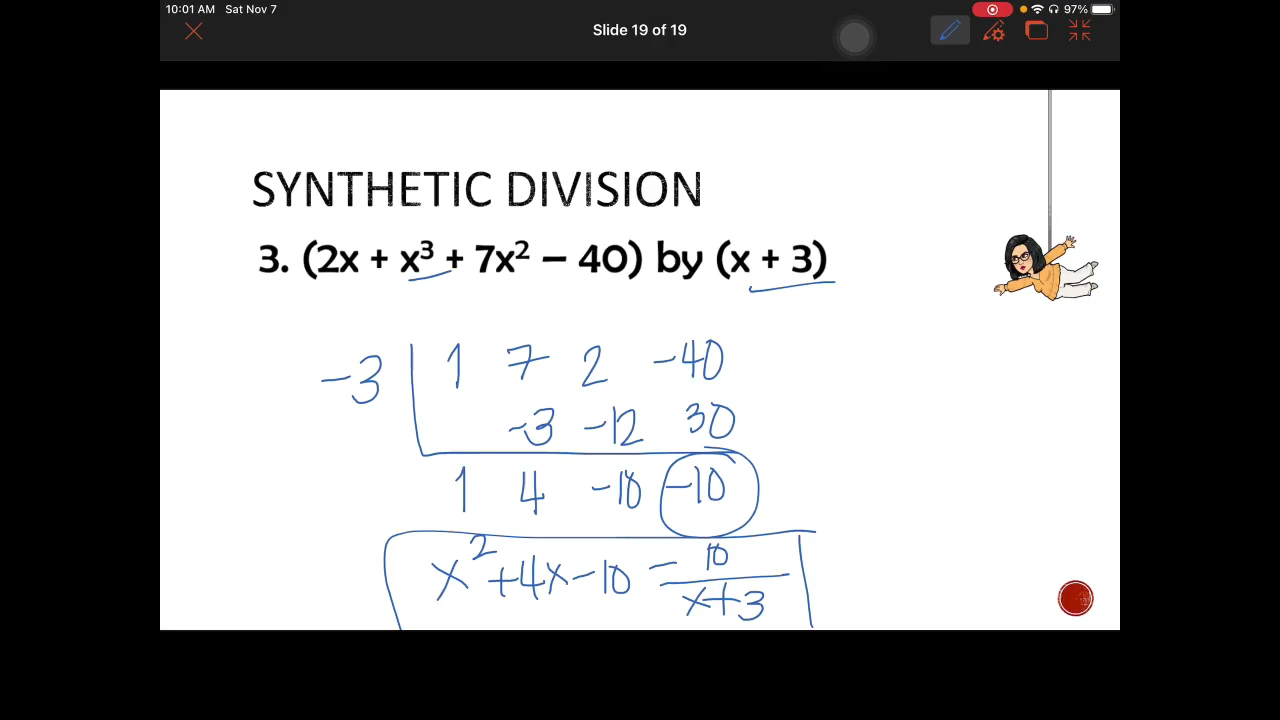 10:01 AM Sat Nov 7 97%
Slide 19 of 19
SYNTHETIC DIVISION
3. (2x + x³ + 7x² – 40) by (x + 3)
-3 1 7 2 -40
-3 -12 30
1 4 -10 -10
x² + 4x - 10 - 10
x+3